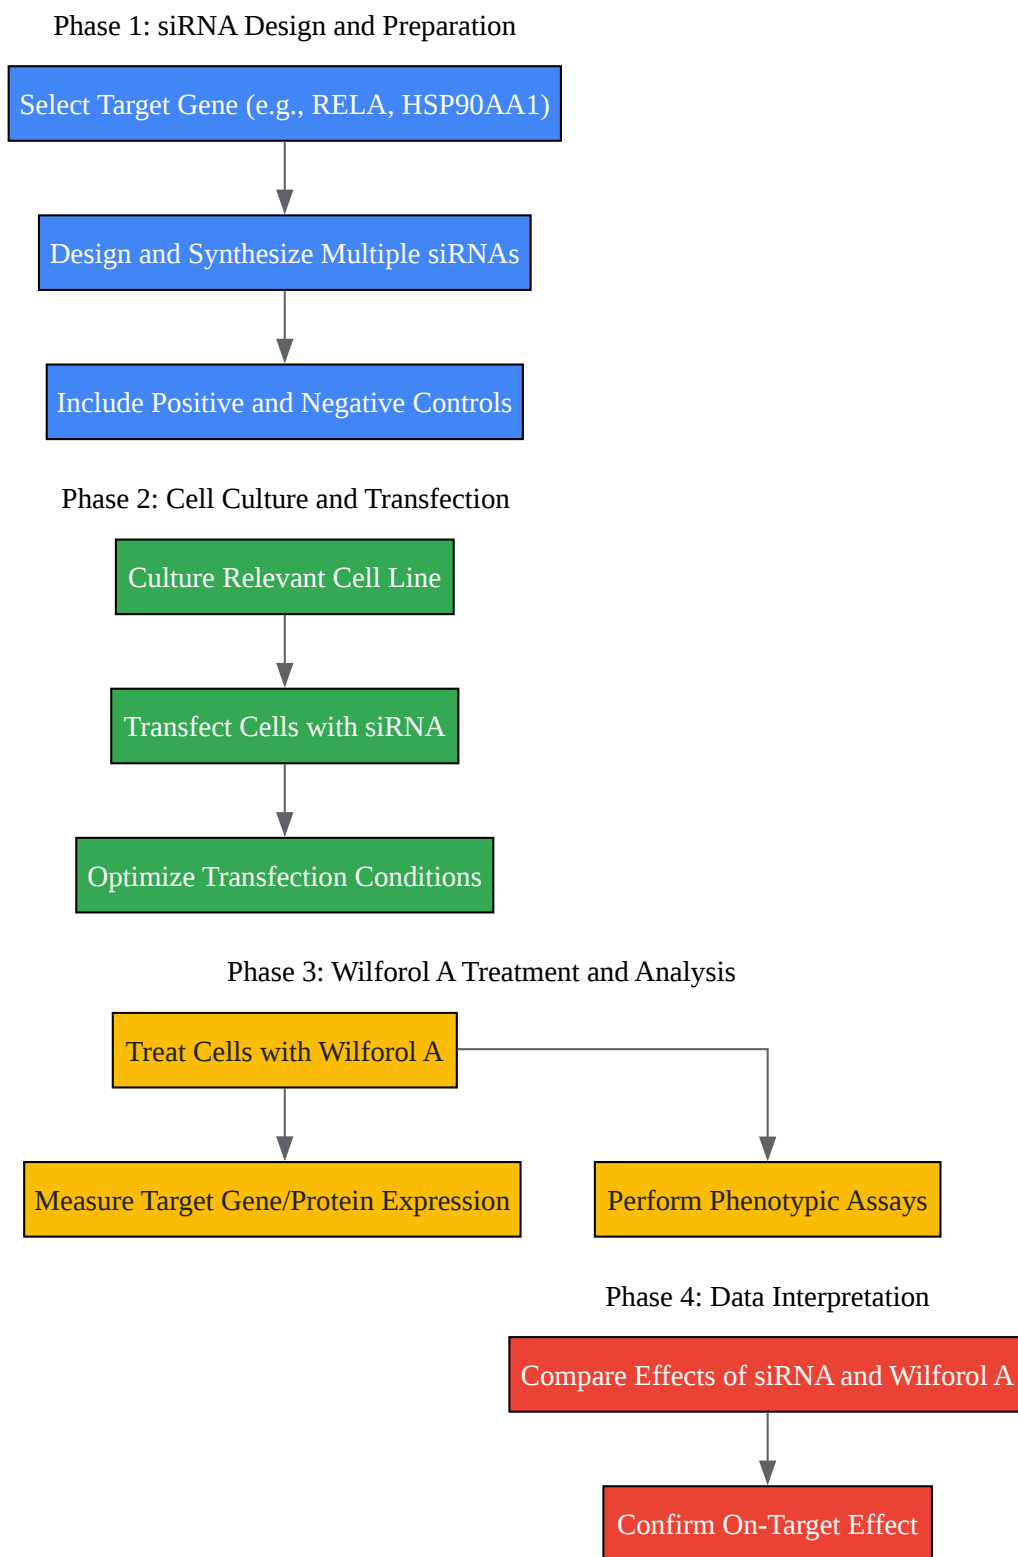 Phase 1: siRNA Design and Preparation
Select Target Gene (e.g., RELA, HSP90AA1)
Design and Synthesize Multiple siRNAs
Include Positive and Negative Controls
Phase 2: Cell Culture and Transfection
Culture Relevant Cell Line
Transfect Cells with siRNA
Optimize Transfection Conditions
Phase 3: Wilforol A Treatment and Analysis
Treat Cells with Wilforol A
Measure Target Gene/Protein Expression
Perform Phenotypic Assays
Phase 4: Data Interpretation
Compare Effects of siRNA and Wilforol A
Confirm On-Target Effect